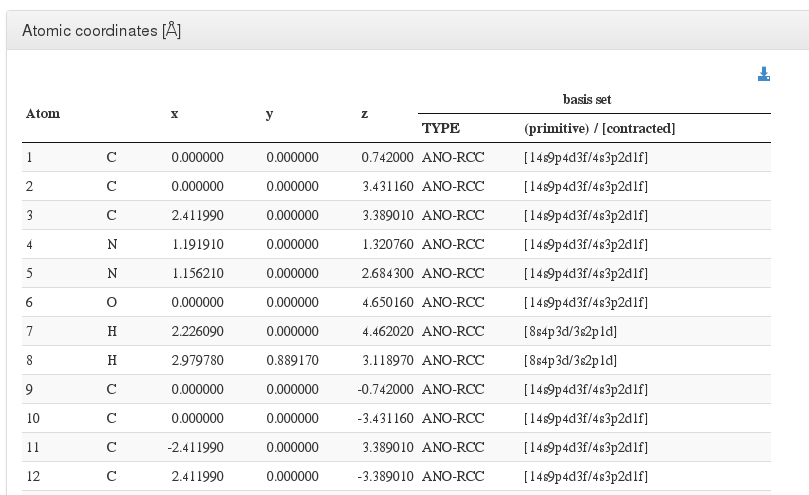 Atomic coordinates [Å]
basis set
Atom x y z
TYPE (primitive) / [contracted]
1 C 0.000000 0.000000 0.742000 ANO-RCC [14s9p4d3f/4s3p2d1f]
2 C 0.000000 0.000000 3.431160 ANO-RCC [14s9p4d3f/4s3p2d1f]
3 C 2.411990 0.000000 3.389010 ANO-RCC [14s9p4d3f/4s3p2d1f]
4 N 1.191910 0.000000 1.320760 ANO-RCC [14s9p4d3f/4s3p2d1f]
5 N 1.156210 0.000000 2.684300 ANO-RCC [14s9p4d3f/4s3p2d1f]
6 O 0.000000 0.000000 4.650160 ANO-RCC [14s9p4d3f/4s3p2d1f]
7 H 2.226090 0.000000 4.462020 ANO-RCC [8s4p3d/3s2p1d]
8 H 2.979780 0.889170 3.118970 ANO-RCC [8s4p3d/3s2p1d]
9 C 0.000000 0.000000 -0.742000 ANO-RCC [14s9p4d3f/4s3p2d1f]
10 C 0.000000 0.000000 -3.431160 ANO-RCC [14s9p4d3f/4s3p2d1f]
11 C -2.411990 0.000000 3.389010 ANO-RCC [14s9p4d3f/4s3p2d1f]
12 C 2.411990 0.000000 -3.389010 ANO-RCC [14s9p4d3f/4s3p2d1f]